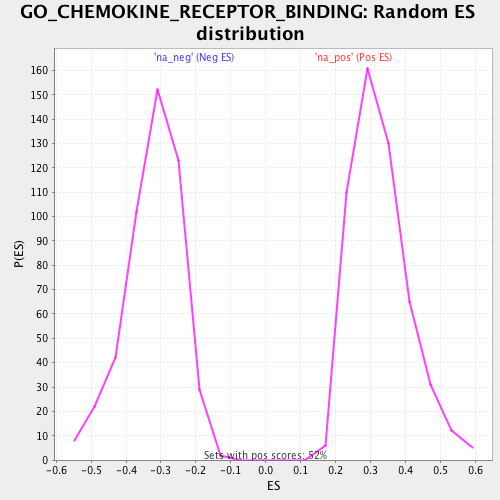 GO_CHEMOKINE_RECEPTOR_BINDING: Random ES
distribution
'na_neg' (Neg ES) 'na_pos' (Pos ES)
160
150
140
130
120
110
100
90
80
70
60
50
40
30
20
10
0
P(ES)
Sets with pos scores: 52%
-0.6 -0.5 -0.4 -0.3 -0.2 -0.1 0.0 0.1 0.2 0.3 0.4 0.5 0.6
ES